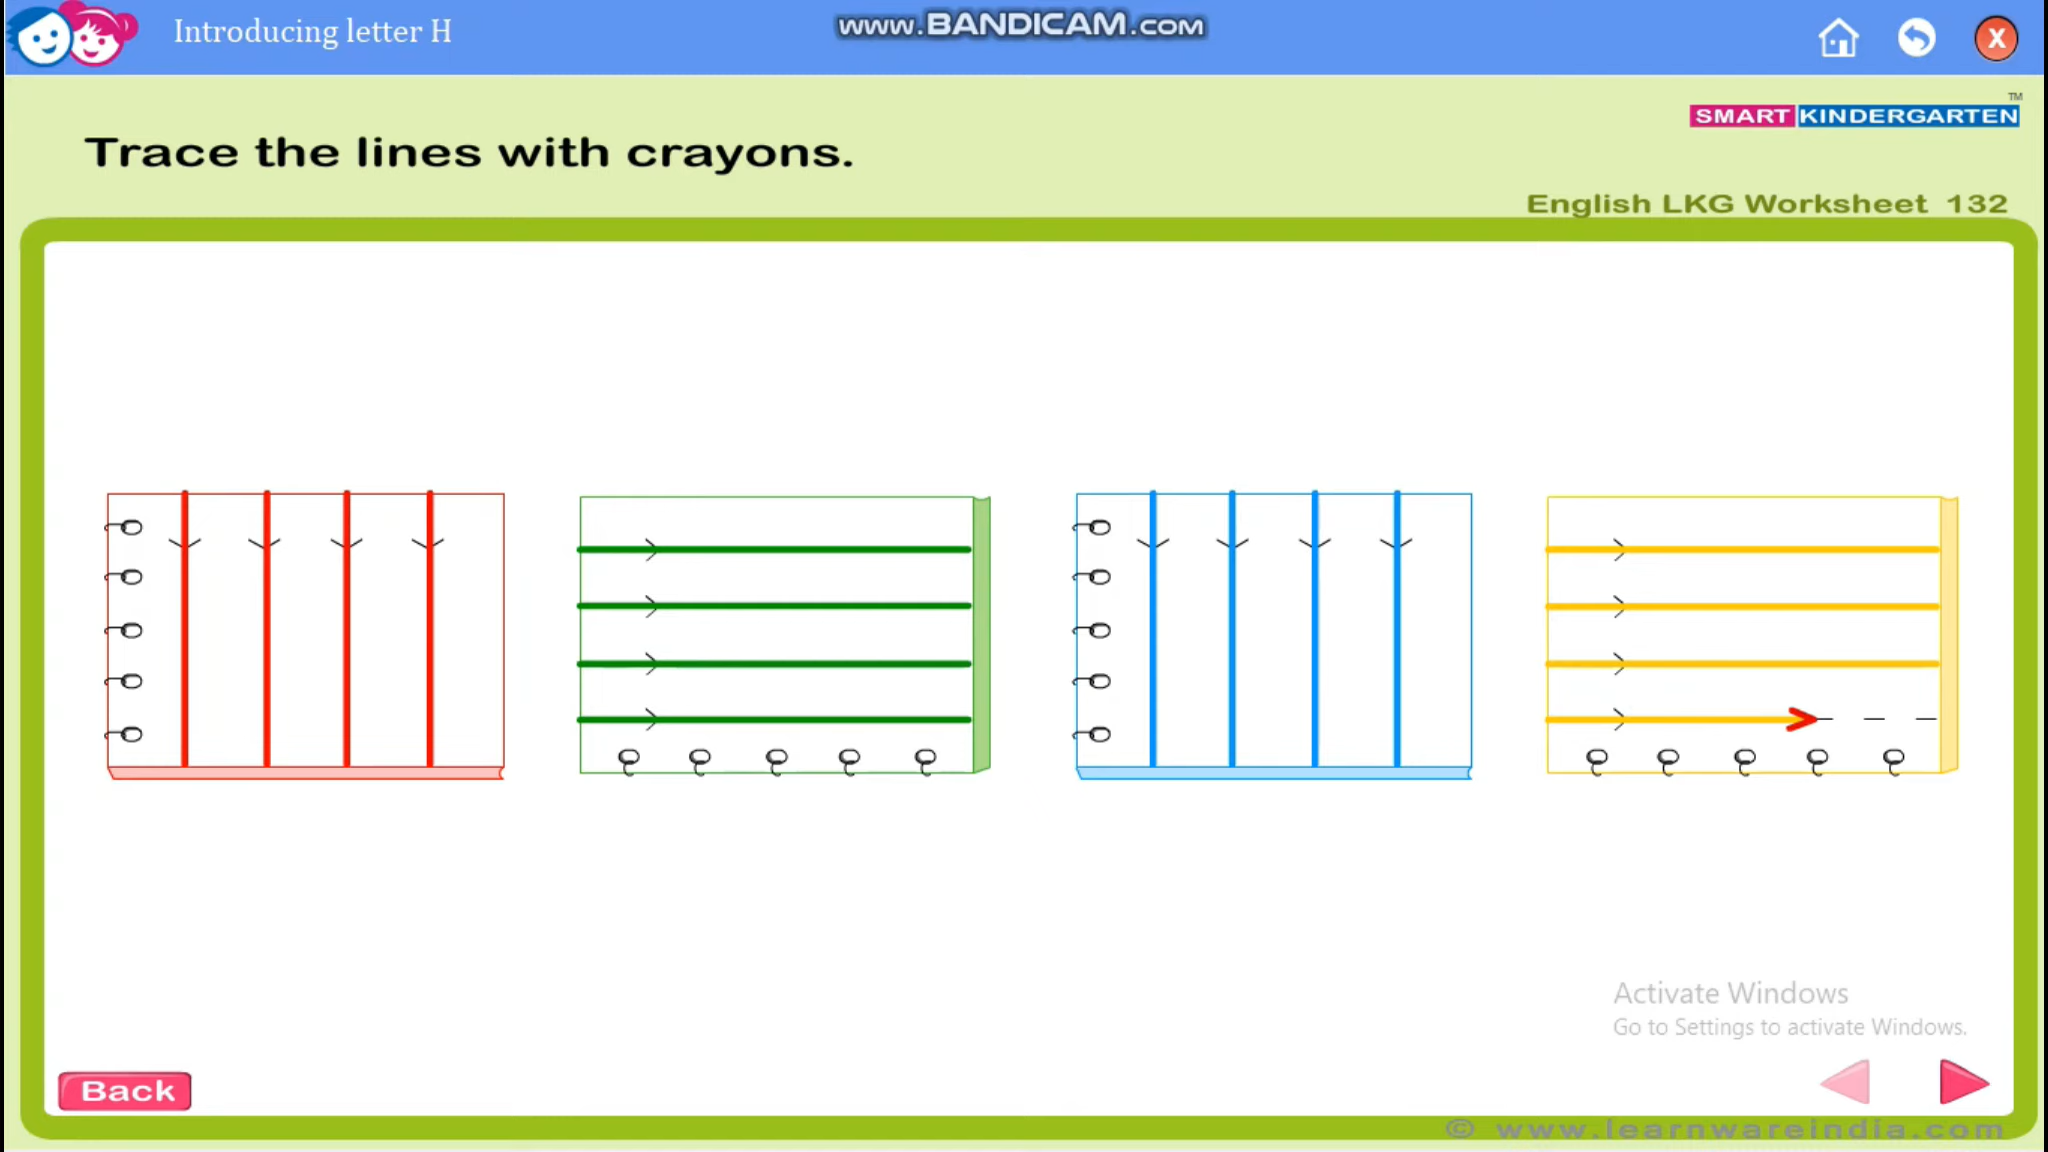 Introducing letter H
www.BANDICAM.com
X
SMART KINDERGARTEN TM
Trace the lines with crayons.
English LKG Worksheet 132
Activate Windows
Go to Settings to activate Windows.
Back
© www.learnwareindia.com